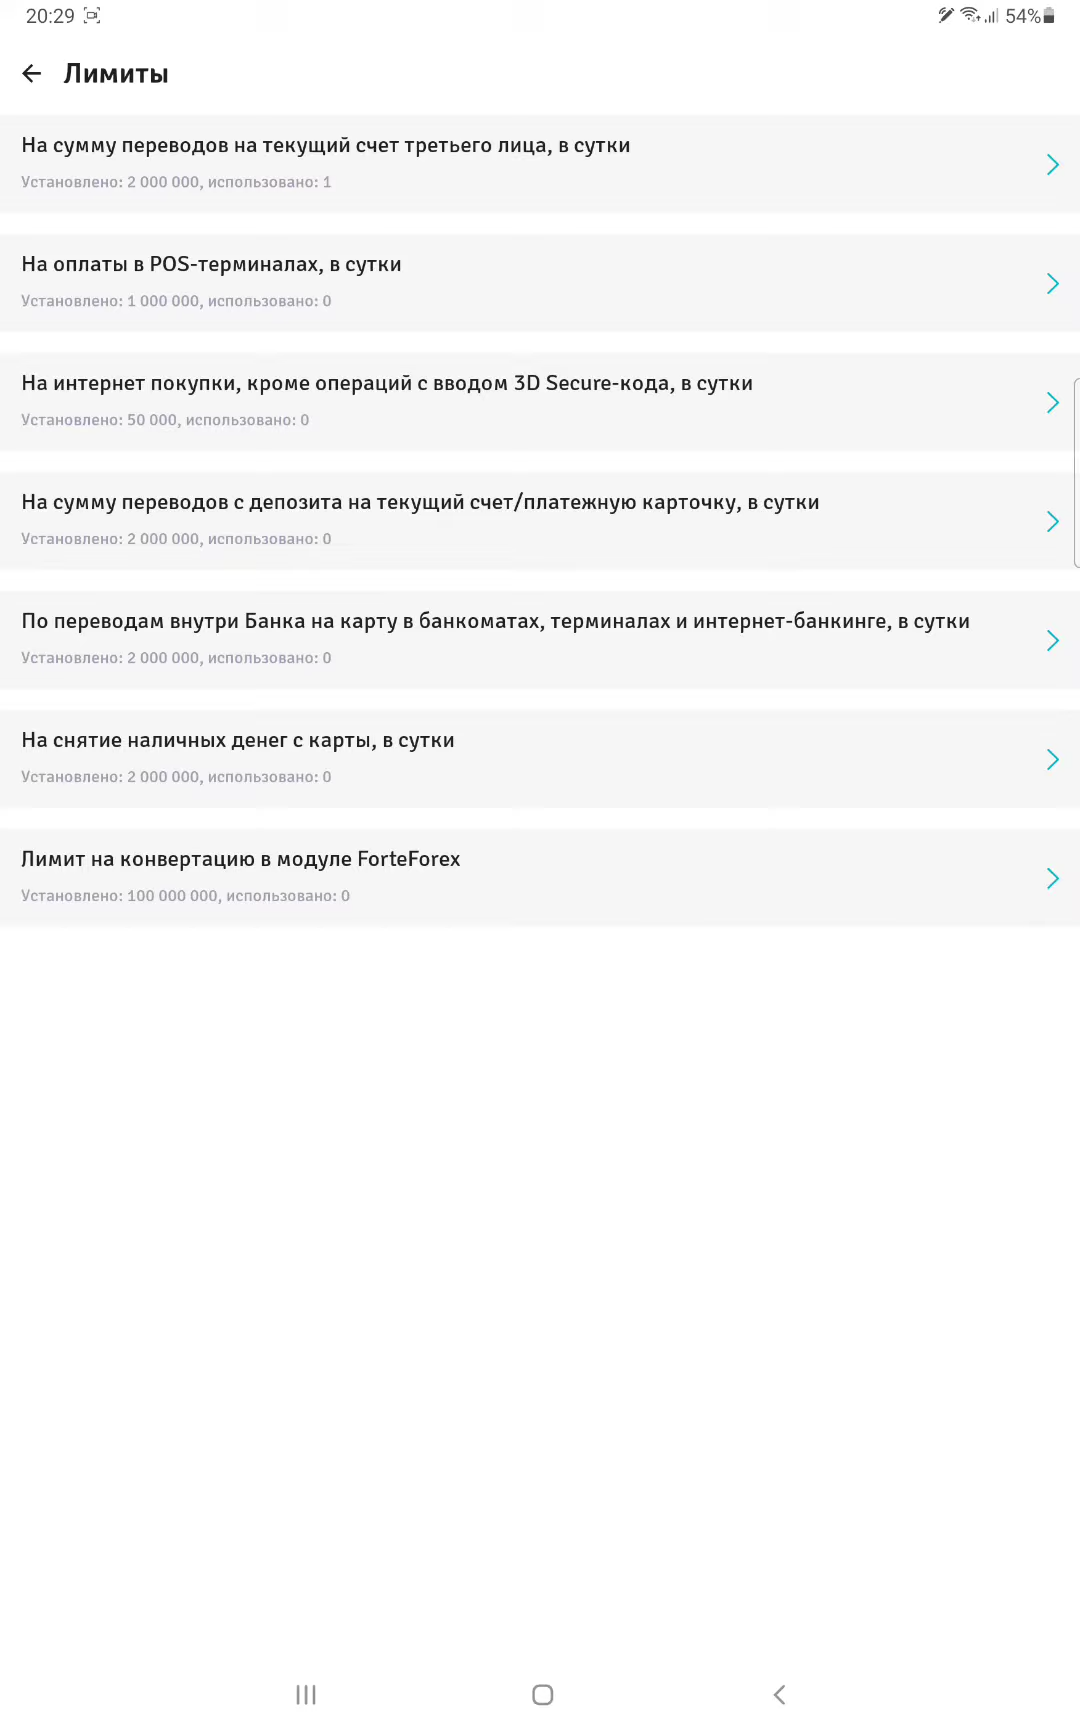 20:29
54%
Лимиты
На сумму переводов на текущий счет третьего лица, в сутки
Установлено: 2 000 000, использовано: 1
На оплаты в POS-терминалах, в сутки
Установлено: 1 000 000, использовано: 0
На интернет покупки, кроме операций с вводом 3D Secure-кода, в сутки
Установлено: 50 000, использовано: 0
На сумму переводов с депозита на текущий счет/платежную карточку, в сутки
Установлено: 2 000 000, использовано: 0
По переводам внутри Банка на карту в банкоматах, терминалах и интернет-банкинге, в сутки
Установлено: 2 000 000, использовано: 0
На снятие наличных денег с карты, в сутки
Установлено: 2 000 000, использовано: 0
Лимит на конвертацию в модуле ForteForex
Установлено: 100 000 000, использовано: 0